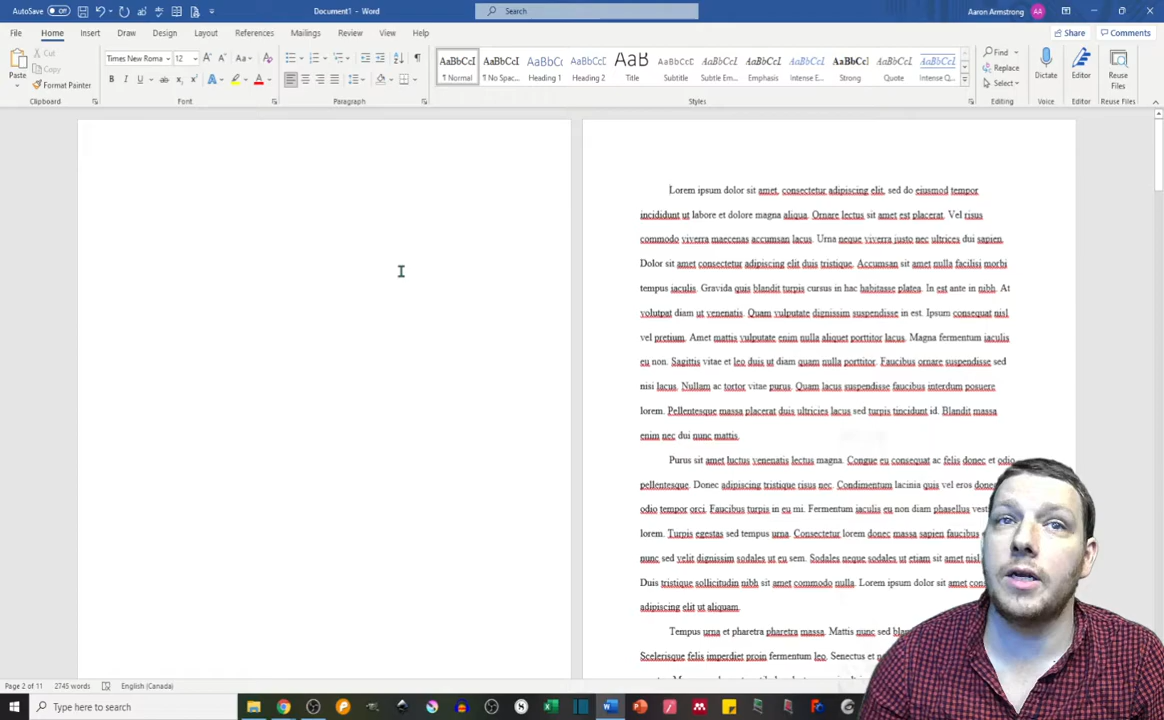 AutoSave Off
Document1 - Word
Search
Aaron Armstrong AA
File Home Insert Draw Design Layout References Mailings Review View Help
Share Comments
Paste
Cut
Copy
Format Painter
Times New Roma 12
AaBbCcI AaBbCcI AaBbC AaBbCcI AaB AaBbCcI AaBbCcI AaBbCcI AaBbCcI AaBbCcI AaBbCcI AaBbCcI
¶ Normal ¶ No Spac... Heading 1 Heading 2 Title Subtitle Subtle Em... Emphasis Intense E... Strong Quote Intense Q...
Find
Replace
Select
Dictate
Editor
Reuse
Files
Clipboard Font Paragraph Styles Editing Voice Editor Reuse Files
Lorem ipsum dolor sit amet, consectetur adipiscing elit, sed do eiusmod tempor
incididunt ut labore et dolore magna aliqua. Ornare lectus sit amet est placerat. Vel risus
commodo viverra maecenas accumsan lacus. Urna neque viverra justo nec ultrices dui sapien.
Dolor sit amet consectetur adipiscing elit duis tristique. Accumsan sit amet nulla facilisi morbi
tempus iaculis. Gravida quis blandit turpis cursus in hac habitasse platea. In est ante in nibh. At
volutpat diam ut venenatis. Quam vulputate dignissim suspendisse in est. Ipsum consequat nisl
vel pretium. Amet mattis vulputate enim nulla aliquet porttitor lacus. Magna fermentum iaculis
eu non. Sagittis vitae et leo duis ut diam quam nulla porttitor. Faucibus ornare suspendisse sed
nisi lacus. Nullam ac tortor vitae purus. Quam lacus suspendisse faucibus interdum posuere
lorem. Pellentesque massa placerat duis ultricies lacus sed turpis tincidunt id. Blandit massa
enim nec dui nunc mattis.
Purus sit amet luctus venenatis lectus magna. Congue eu consequat ac felis donec et odio
pellentesque. Donec adipiscing tristique risus nec. Condimentum lacinia quis vel eros donec
odio tempor orci. Faucibus turpis in eu mi. Fermentum iaculis eu non diam phasellus
lorem. Turpis egestas sed tempus urna. Consectetur lorem donec massa sapien faucibus
nunc sed velit dignissim sodales ut eu sem. Sodales neque sodales ut etiam sit amet nisl
Duis tristique sollicitudin nibh sit amet commodo nulla. Lorem ipsum dolor sit amet
adipiscing elit ut aliquam.
Tempus urna et pharetra pharetra massa. Mattis nunc sed
Scelerisque felis imperdiet proin fermentum leo. Senectus et
Page 2 of 11 2745 words English (Canada)
Type here to search